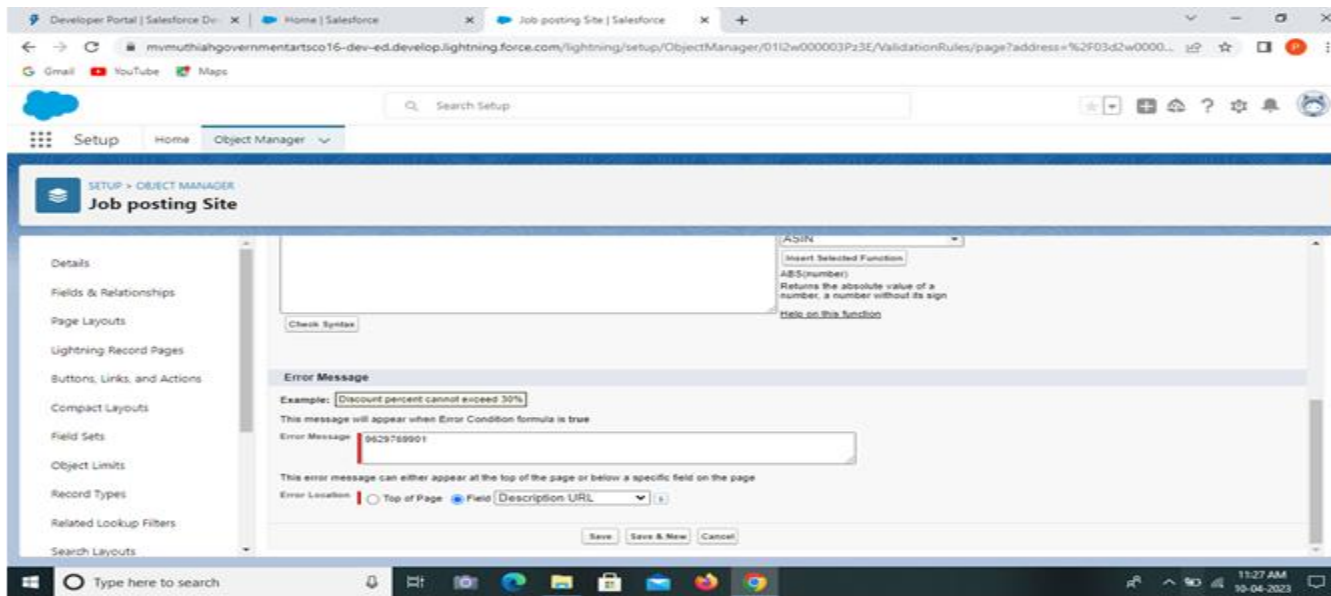 Developer Portal | Salesforce De
Home | Salesforce
Job posting Site | Salesforce
mvmuthiahgovernmentartsco16-dev-ed.develop.lightning.force.com/lightning/setup/ObjectManager/01I2w000003Pz3E/ValidationRules/page?address=%2F03d2w0000...
P
Gmail
YouTube
Maps
Search Setup
Setup
Home
Object Manager
SETUP > OBJECT MANAGER
Job posting Site
Details
Fields & Relationships
Page Layouts
Lightning Record Pages
Buttons, Links, and Actions
Compact Layouts
Field Sets
Object Limits
Record Types
Related Lookup Filters
Search Layouts
ASIN
Insert Selected Function
ABS(number)
Returns the absolute value of a
number, a number without its sign
Help on this function
Check Syntax
Error Message
Example: Discount percent cannot exceed 30%
This message will appear when Error Condition formula is true
Error Message 9629769901
This error message can either appear at the top of the page or below a specific field on the page
Error Location Top of Page Field Description URL i
Save Save & New Cancel
Type here to search
11:27 AM
10-04-2023